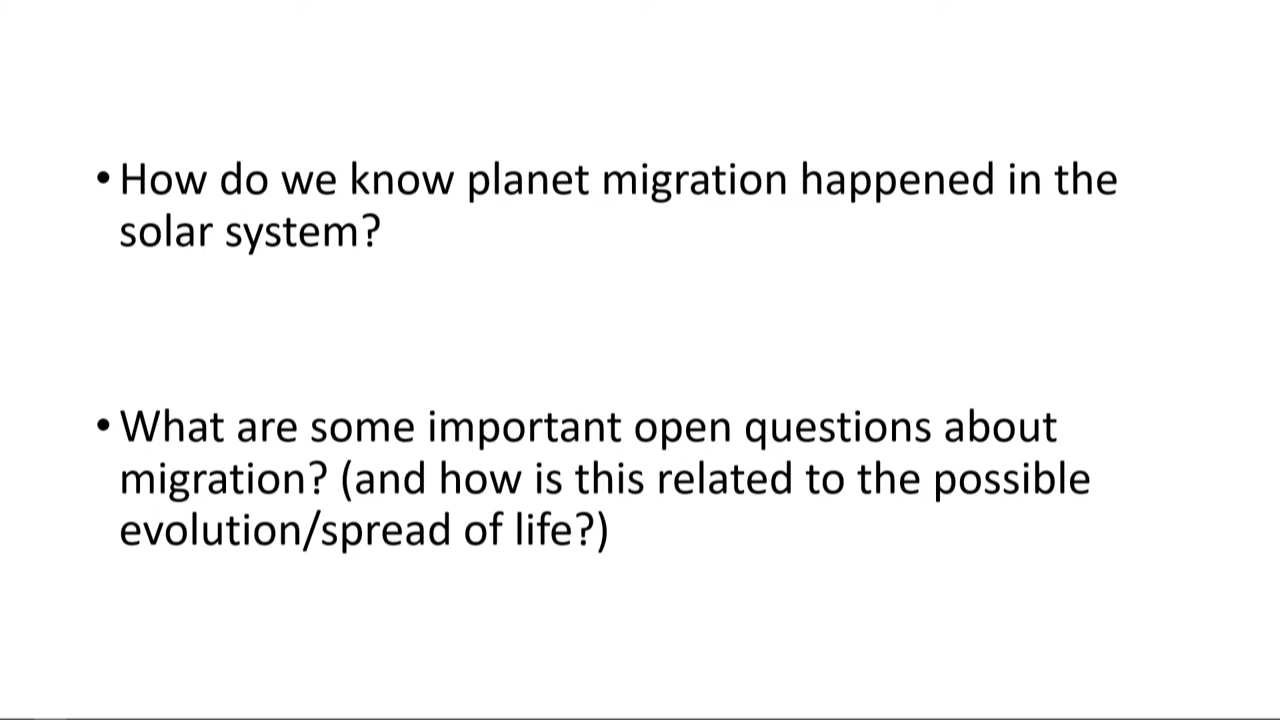 • How do we know planet migration happened in the
solar system?
• What are some important open questions about
migration? (and how is this related to the possible
evolution/spread of life?)